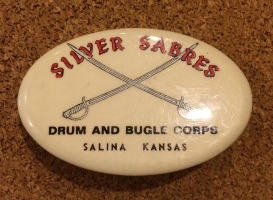 SILVER SABRES
DRUM AND BUGLE CORPS
SALINA KANSAS